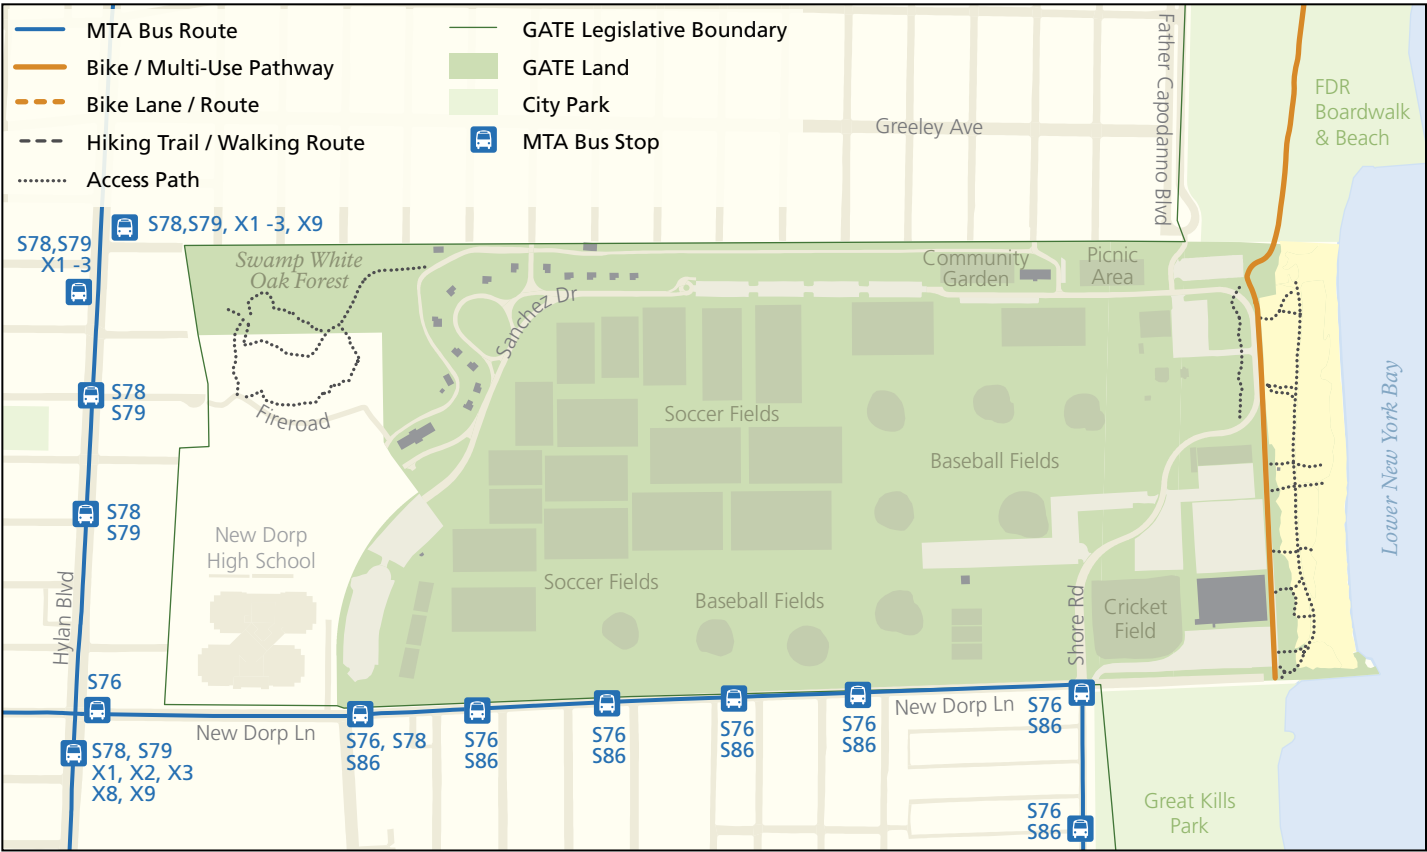 MTA Bus Route
Bike / Multi-Use Pathway
Bike Lane / Route
Hiking Trail / Walking Route
Access Path
GATE Legislative Boundary
GATE Land
City Park
MTA Bus Stop
Greeley Ave
Father Capodanno Blvd
FDR
Boardwalk
& Beach
S78,S79, X1 -3, X9
S78,S79
X1 -3
Swamp White
Oak Forest
Community
Garden
Picnic
Area
Sanchez Dr
S78
S79
Fireroad
Soccer Fields
Baseball Fields
Lower New York Bay
S78
S79
New Dorp
High School
Hylan Blvd
Soccer Fields
Baseball Fields
Shore Rd
Cricket
Field
S76
New Dorp Ln
S76, S78
S86
S76
S86
S76
S86
S76
S86
S76
S86
New Dorp Ln
S76
S86
S78, S79
X1, X2, X3
X8, X9
Great Kills
Park
S76
S86